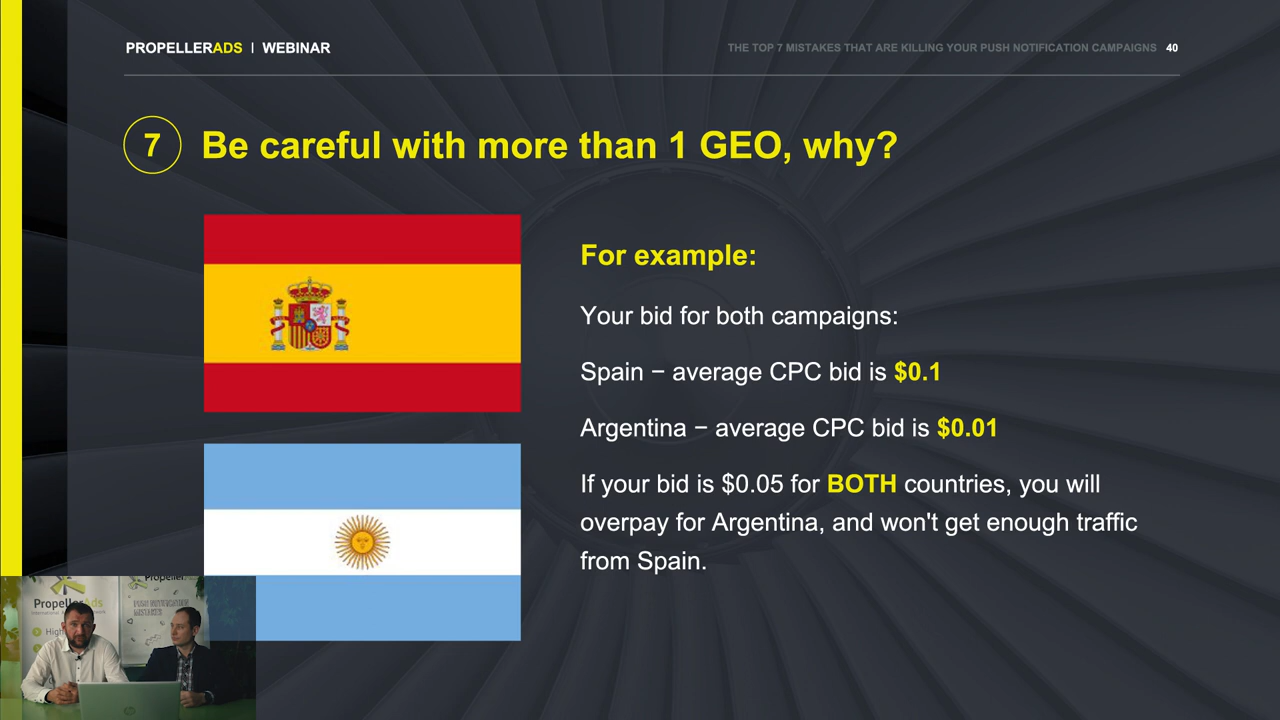 PROPELLERADS | WEBINAR
THE TOP 7 MISTAKES THAT ARE KILLING YOUR PUSH NOTIFICATION CAMPAIGNS 40
7 Be careful with more than 1 GEO, why?
For example:
Your bid for both campaigns:
Spain − average CPC bid is $0.1
Argentina − average CPC bid is $0.01
If your bid is $0.05 for BOTH countries, you will
overpay for Argentina, and won't get enough traffic
from Spain.
Propeller
PropellerAds
High